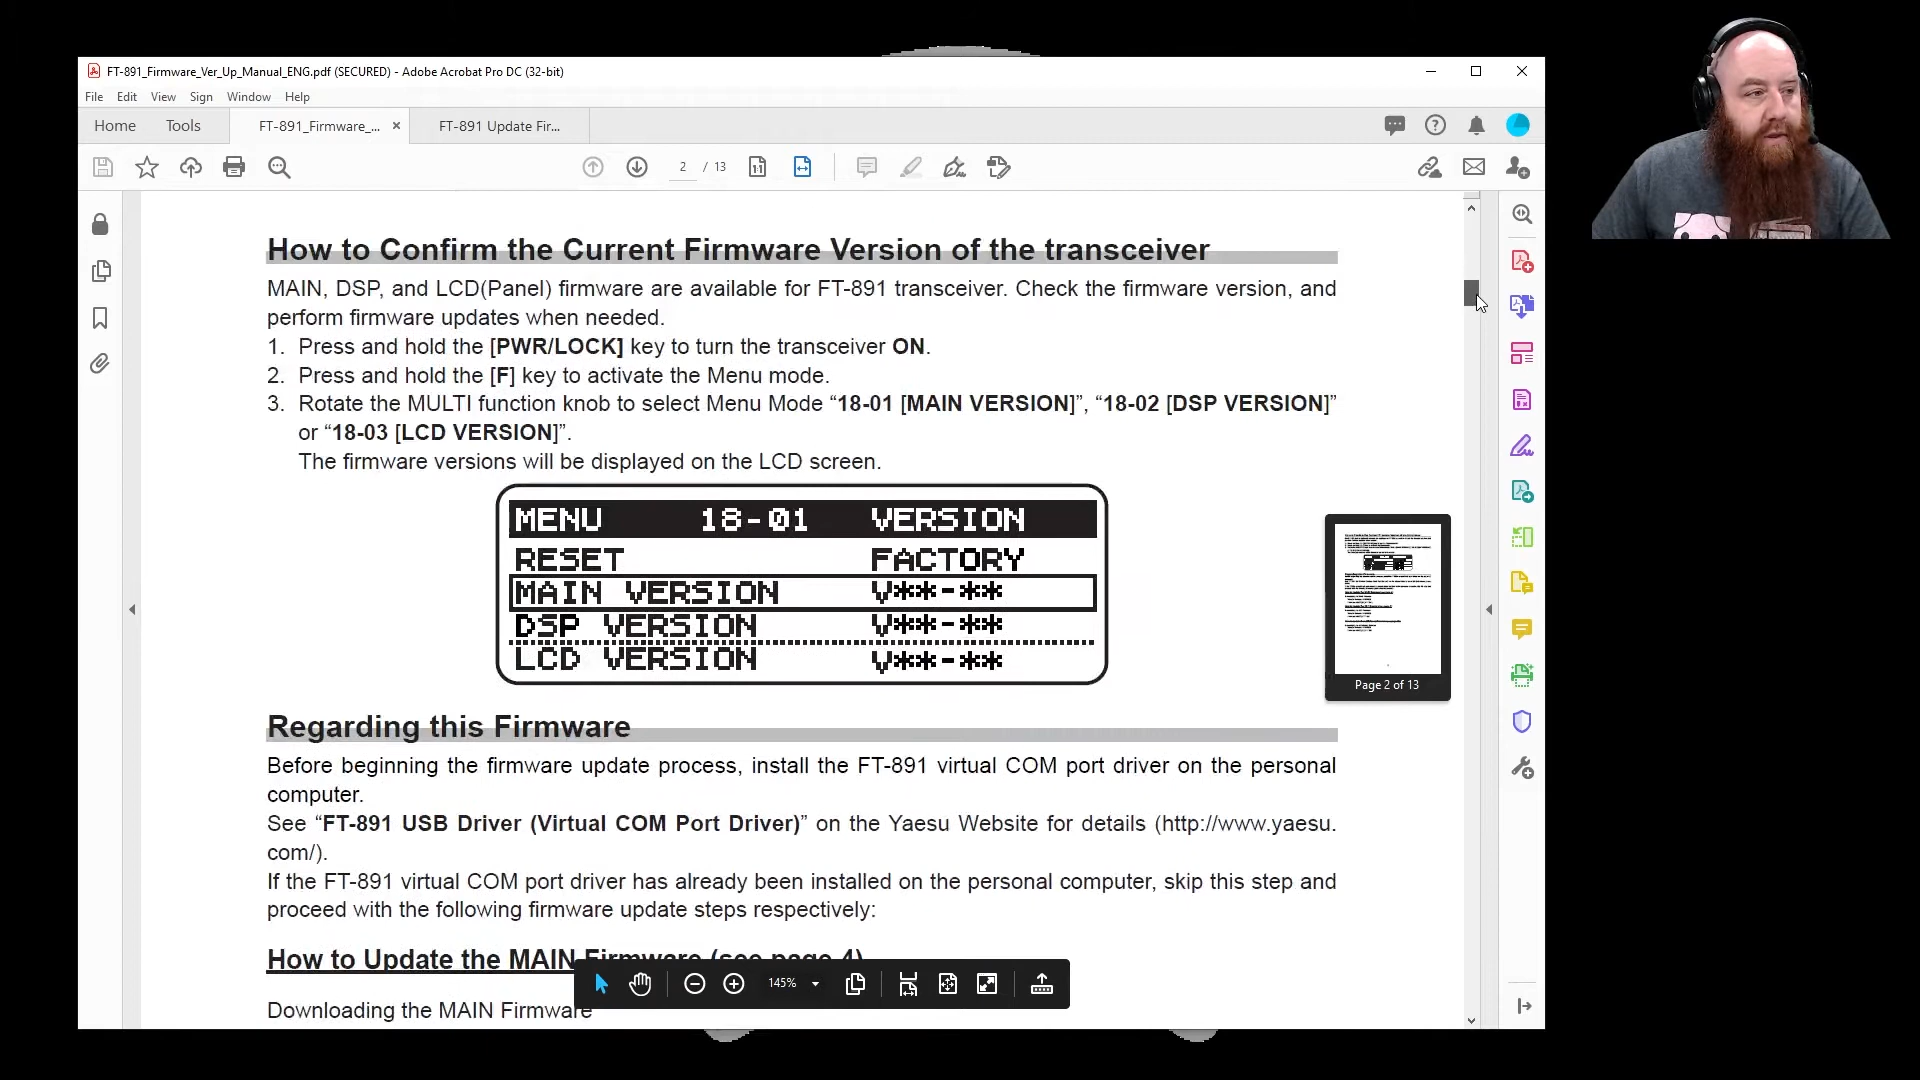 FT-891_Firmware_Ver_Up_Manual_ENG.pdf (SECURED) - Adobe Acrobat Pro DC (32-bit)
File Edit View Sign Window Help
Home Tools FT-891_Firmware_... × FT-891 Update Fir...
2 / 13
How to Confirm the Current Firmware Version of the transceiver
MAIN, DSP, and LCD(Panel) firmware are available for FT-891 transceiver. Check the firmware version, and
perform firmware updates when needed.
1. Press and hold the [PWR/LOCK] key to turn the transceiver ON.
2. Press and hold the [F] key to activate the Menu mode.
3. Rotate the MULTI function knob to select Menu Mode “18-01 [MAIN VERSION]”, “18-02 [DSP VERSION]”
or “18-03 [LCD VERSION]”.
The firmware versions will be displayed on the LCD screen.
MENU 18-01 VERSION
RESET FACTORY
MAIN VERSION V**-**
DSP VERSION V**-**
LCD VERSION V**-**
Page 2 of 13
Regarding this Firmware
Before beginning the firmware update process, install the FT-891 virtual COM port driver on the personal
computer.
See “FT-891 USB Driver (Virtual COM Port Driver)” on the Yaesu Website for details (http://www.yaesu.
com/).
If the FT-891 virtual COM port driver has already been installed on the personal computer, skip this step and
proceed with the following firmware update steps respectively:
How to Update the MAIN Firmware (see page 4)
145%
Downloading the MAIN Firmware